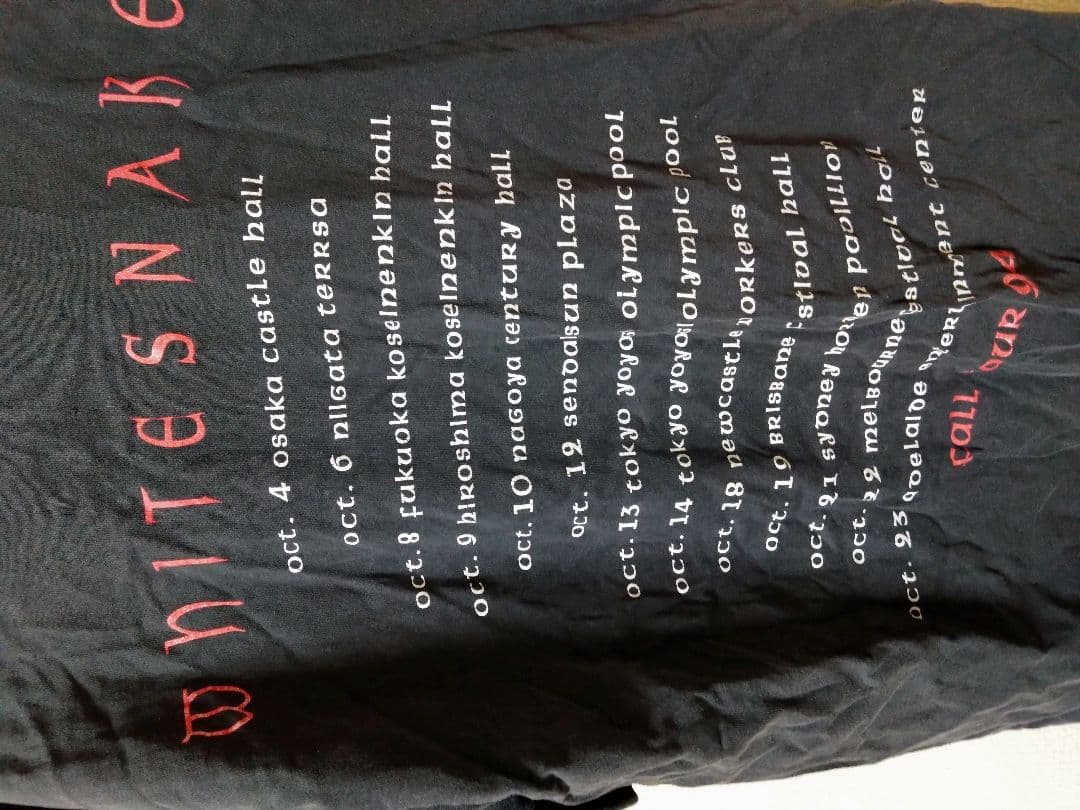 WHITESNAKE
oct. 4 osaka castle hall
oct. 6 niigata terrsa
oct. 8 fukuoka koseinenkin hall
oct. 9 hiroshima koseinenkin hall
oct. 10 nagoya century hall
oct. 12 sendai sun plaza
oct. 13 tokyo yoyogi olympic pool
oct. 14 tokyo yoyogi olympic pool
oct. 18 newcastle workers club
oct. 19 brisbane festival hall
oct. 21 sydney hordern pavillion
oct. 22 melbourne festival hall
oct. 23 adelaide entertainment center
fall tour 94